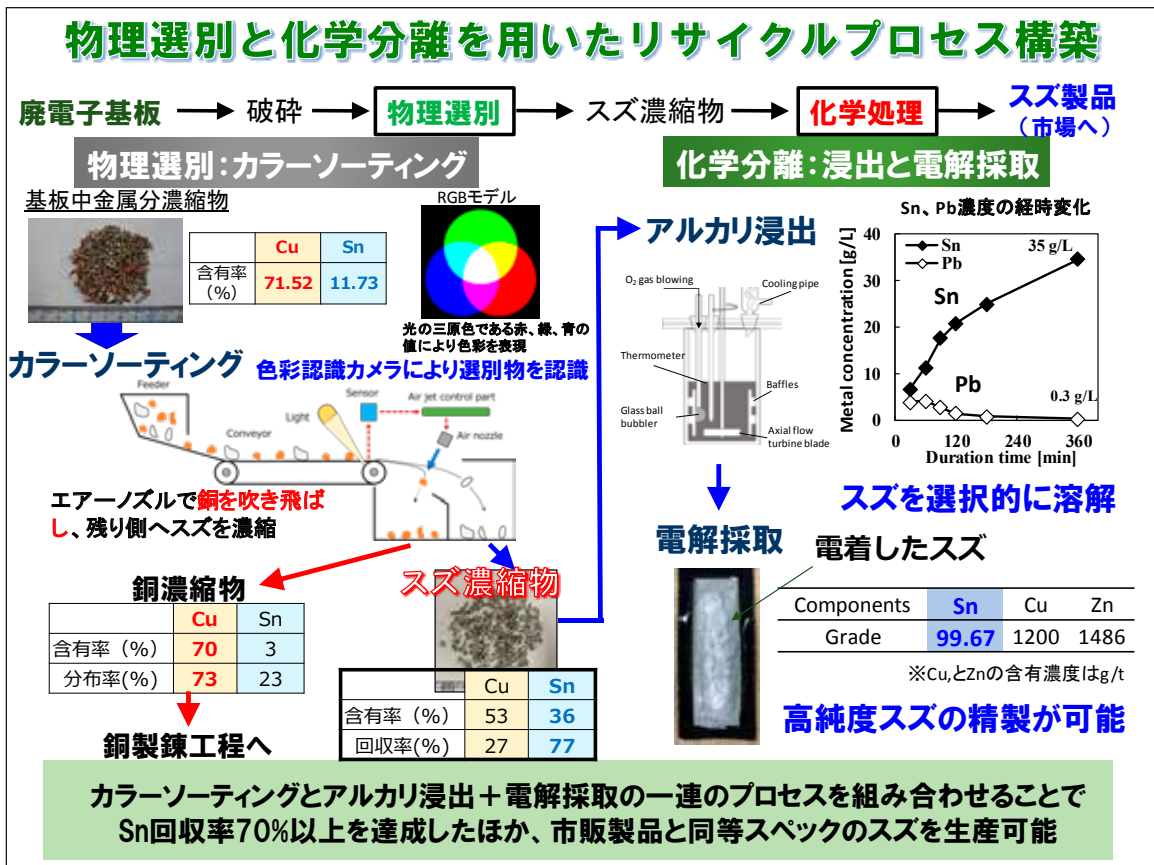 物理選別と化学分離を用いたリサイクルプロセス構築
廃電子基板
破砕
物理選別
スズ濃縮物
化学処理
スズ製品
（市場へ）
物理選別：カラーソーティング
基板中金属分濃縮物
Cu Sn
含有率
（%） 71.52 11.73
RGBモデル
光の三原色である赤、緑、青の
値により色彩を表現
カラーソーティング
色彩認識カメラにより選別物を認識
Feeder
Conveyor
Light
Sensor
Air jet control part
Air nozzle
エアーノズルで銅を吹き飛ば
し、残り側へスズを濃縮
銅濃縮物
Cu Sn
含有率（%） 70 3
分布率(%) 73 23
銅製錬工程へ
スズ濃縮物
Cu Sn
含有率（%） 53 36
回収率(%) 27 77
化学分離：浸出と電解採取
アルカリ浸出
O₂ gas blowing
Cooling pipe
Thermometer
Baffles
Glass ball
bubbler
Axial flow
turbine blade
Sn、Pb濃度の経時変化
Metal concentration [g/L]
40
30
20
10
0
Sn
Pb
35 g/L
Sn
Pb
0.3 g/L
0 120 240 360
Duration time [min]
スズを選択的に溶解
電解採取
電着したスズ
Components Sn Cu Zn
Grade 99.67 1200 1486
※Cu,とZnの含有濃度はg/t
高純度スズの精製が可能
カラーソーティングとアルカリ浸出＋電解採取の一連のプロセスを組み合わせることで
Sn回収率70%以上を達成したほか、市販製品と同等スペックのスズを生産可能